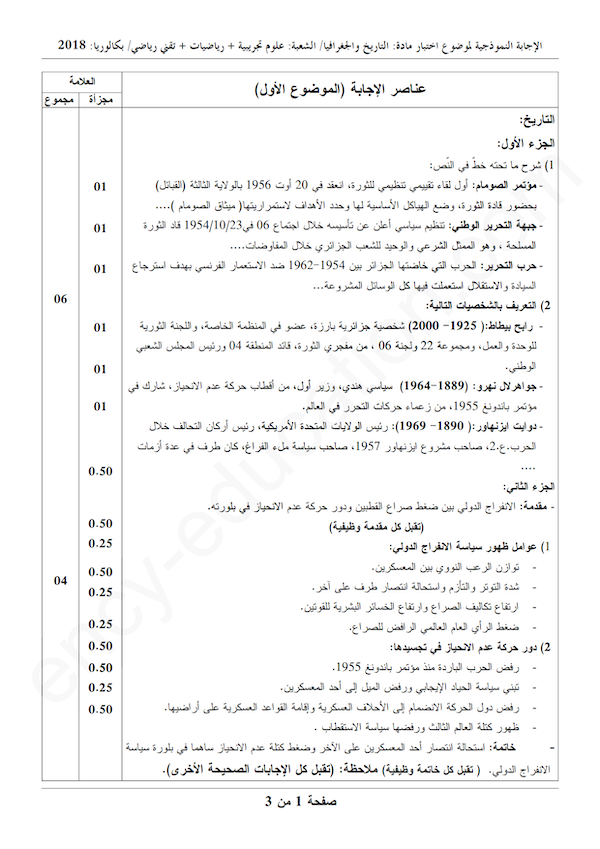 الإجابة النموذجية لموضوع اختبار مادة: التاريخ والجغرافيا/ الشعبة: علوم تجريبية + رياضيات + تقني رياضي/ بكالوريا: 2018
عناصر الإجابة (الموضوع الأول)
العلامة
مجزأة
مجموع
التاريخ:
الجزء الأول:
1) شرح ما تحته خطّ في النّص:
- مؤتمر الصومام: أول لقاء تقييمي تنظيمي للثورة، انعقد في 20 أوت 1956 بالولاية الثالثة (القبائل)
01
بحضور قادة الثورة، وضع الهياكل الأساسية لها وحدد الأهداف لاستمراريتها( ميثاق الصومام )....
- جبهة التحرير الوطني: تنظيم سياسي أعلن عن تأسيسه خلال اجتماع 06 في1954/10/23 قاد الثورة
01
المسلحة ، وهو الممثل الشرعي والوحيد للشعب الجزائري خلال المفاوضات....
- حرب التحرير: الحرب التي خاضتها الجزائر بين 1954-1962 ضد الاستعمار الفرنسي بهدف استرجاع
01
السيادة والاستقلال استعملت فيها كل الوسائل المشروعة...
06
2) التعريف بالشخصيات التالية:
- رابح بيطاط:( 1925- 2000) شخصية جزائرية بارزة، عضو في المنظمة الخاصة، واللجنة الثورية
01
للوحدة والعمل، ومجموعة 22 ولجنة 06 ، من مفجري الثورة، قائد المنطقة 04 ورئيس المجلس الشعبي
الوطني.
01
- جواهرلال نهرو: (1889-1964) سياسي هندي، وزير أول، من أقطاب حركة عدم الانحياز، شارك في
مؤتمر باندونغ 1955، من زعماء حركات التحرر في العالم.
01
- دوايت ايزنهاور: ( 1890- 1969): رئيس الولايات المتحدة الأمريكية، رئيس أركان التحالف خلال
الحرب.ع.2، صاحب مشروع ايزنهاور 1957، صاحب سياسة ملء الفراغ، كان طرف في عدة أزمات
....
0.50
الجزء الثاني:
- مقدمة: الانفراج الدولي بين ضغط صراع القطبين ودور حركة عدم الانحياز في بلورته.
(تقبل كل مقدمة وظيفية)
0.50
1) عوامل ظهور سياسة الانفراج الدولي:
0.25
- توازن الرعب النووي بين المعسكرين.
0.50
- شدة التوتر والتأزم واستحالة انتصار طرف على آخر.
04
0.25
- ارتفاع تكاليف الصراع وارتفاع الخسائر البشرية للقوتين.
- ضغط الرأي العام العالمي الرافض للصراع.
0.25
2) دور حركة عدم الانحياز في تجسيدها:
0.50
- رفض الحرب الباردة منذ مؤتمر باندونغ 1955.
0.50
- تبني سياسة الحياد الإيجابي ورفض الميل إلى أحد المعسكرين.
0.25
- رفض دول الحركة الانضمام إلى الأحلاف العسكرية وإقامة القواعد العسكرية على أراضيها.
0.50
- ظهور كتلة العالم الثالث ورفضها سياسة الاستقطاب .
- خاتمة: استحالة انتصار أحد المعسكرين على الآخر وضغط كتلة عدم الانحياز ساهما في بلورة سياسة
الانفراج الدولي. ( تقبل كل خاتمة وظيفية) ملاحظة: (تقبل كل الإجابات الصحيحة الأخرى).
صفحة 1 من 3
ency-education.com